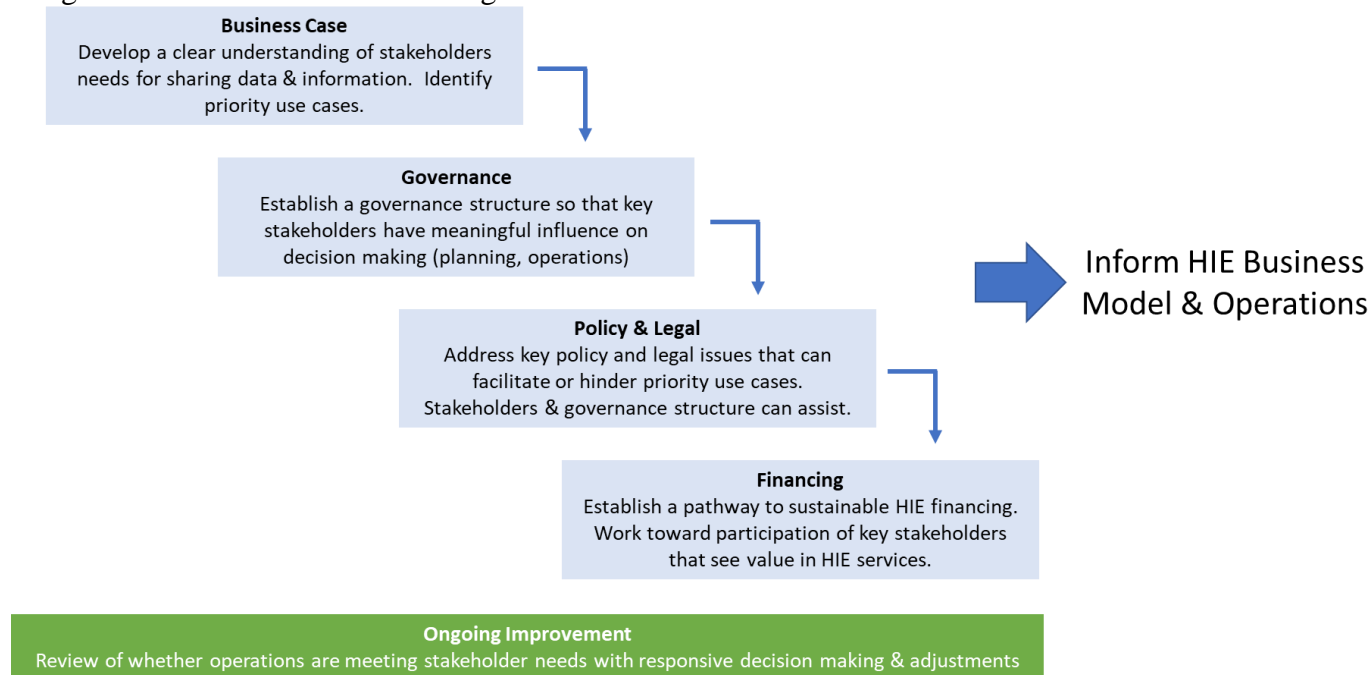 Business Case
Develop a clear understanding of stakeholders
needs for sharing data & information.  Identify
priority use cases.
Governance
Establish a governance structure so that key
stakeholders have meaningful influence on
decision making (planning, operations)
Policy & Legal
Address key policy and legal issues that can
facilitate or hinder priority use cases.
Stakeholders & governance structure can assist.
Financing
Establish a pathway to sustainable HIE financing.
Work toward participation of key stakeholders
that see value in HIE services.
Inform HIE Business
Model & Operations
Ongoing Improvement
Review of whether operations are meeting stakeholder needs with responsive decision making & adjustments